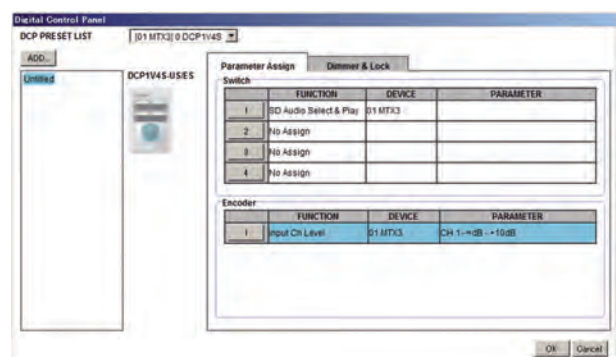 Digital Control Panel
DCP PRESET LIST
[01 MTX3] 0 DCP1V4S
ADD...
Untitled
DCP1V4S-US/ES
Parameter Assign
Dimmer & Lock
Switch
FUNCTION DEVICE PARAMETER
1 SD Audio Select & Play 01 MTX3
2 No Assign
3 No Assign
4 No Assign
Encoder
FUNCTION DEVICE PARAMETER
1 Input Ch Level 01 MTX3 CH 1 -∞dB - +10dB
Ok Cancel